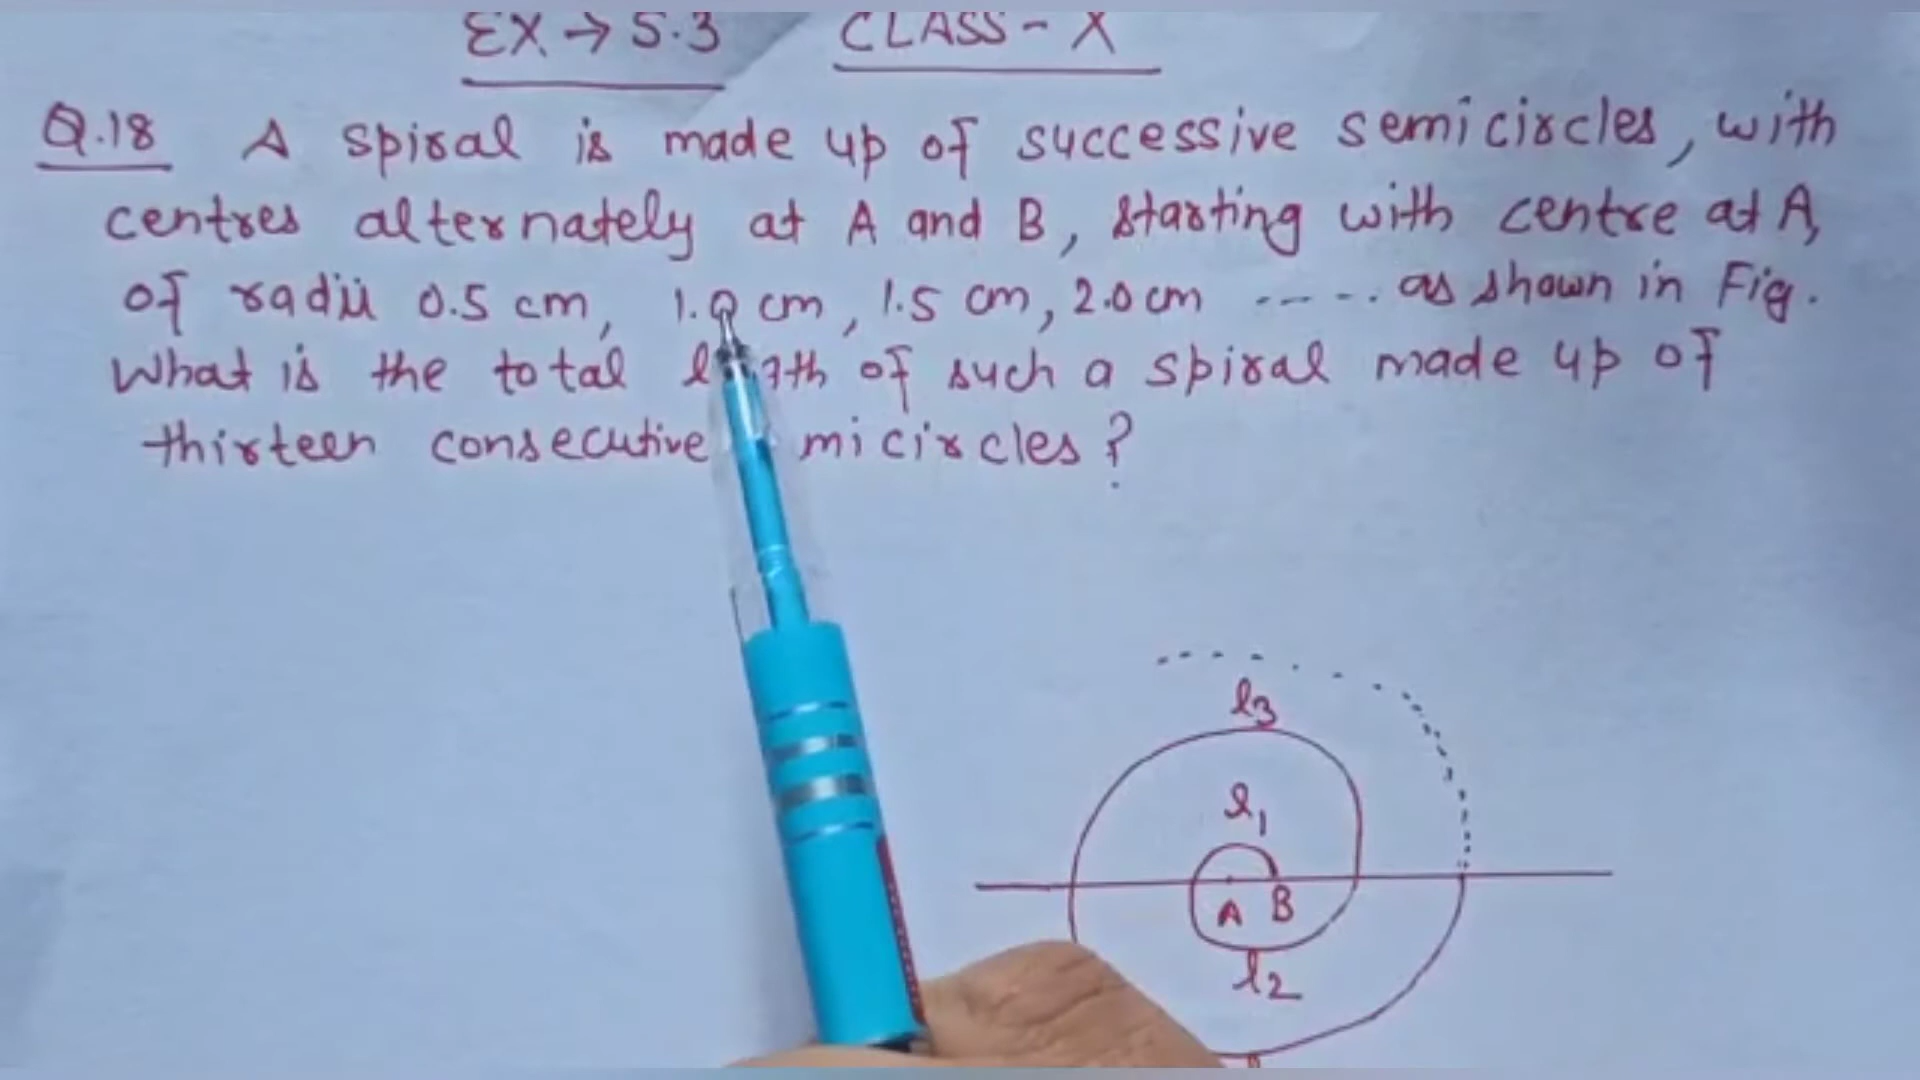 EX → 5.3 CLASS - X
Q.18 A spiral is made up of successive semicircles, with
centres alternately at A and B, starting with centre at A,
of radii 0.5 cm, 1.0 cm, 1.5 cm, 2.0 cm ----- as shown in Fig.
What is the total of such a spiral made up of
thirteen consecutive micircles?
l3
l1
A B
l2